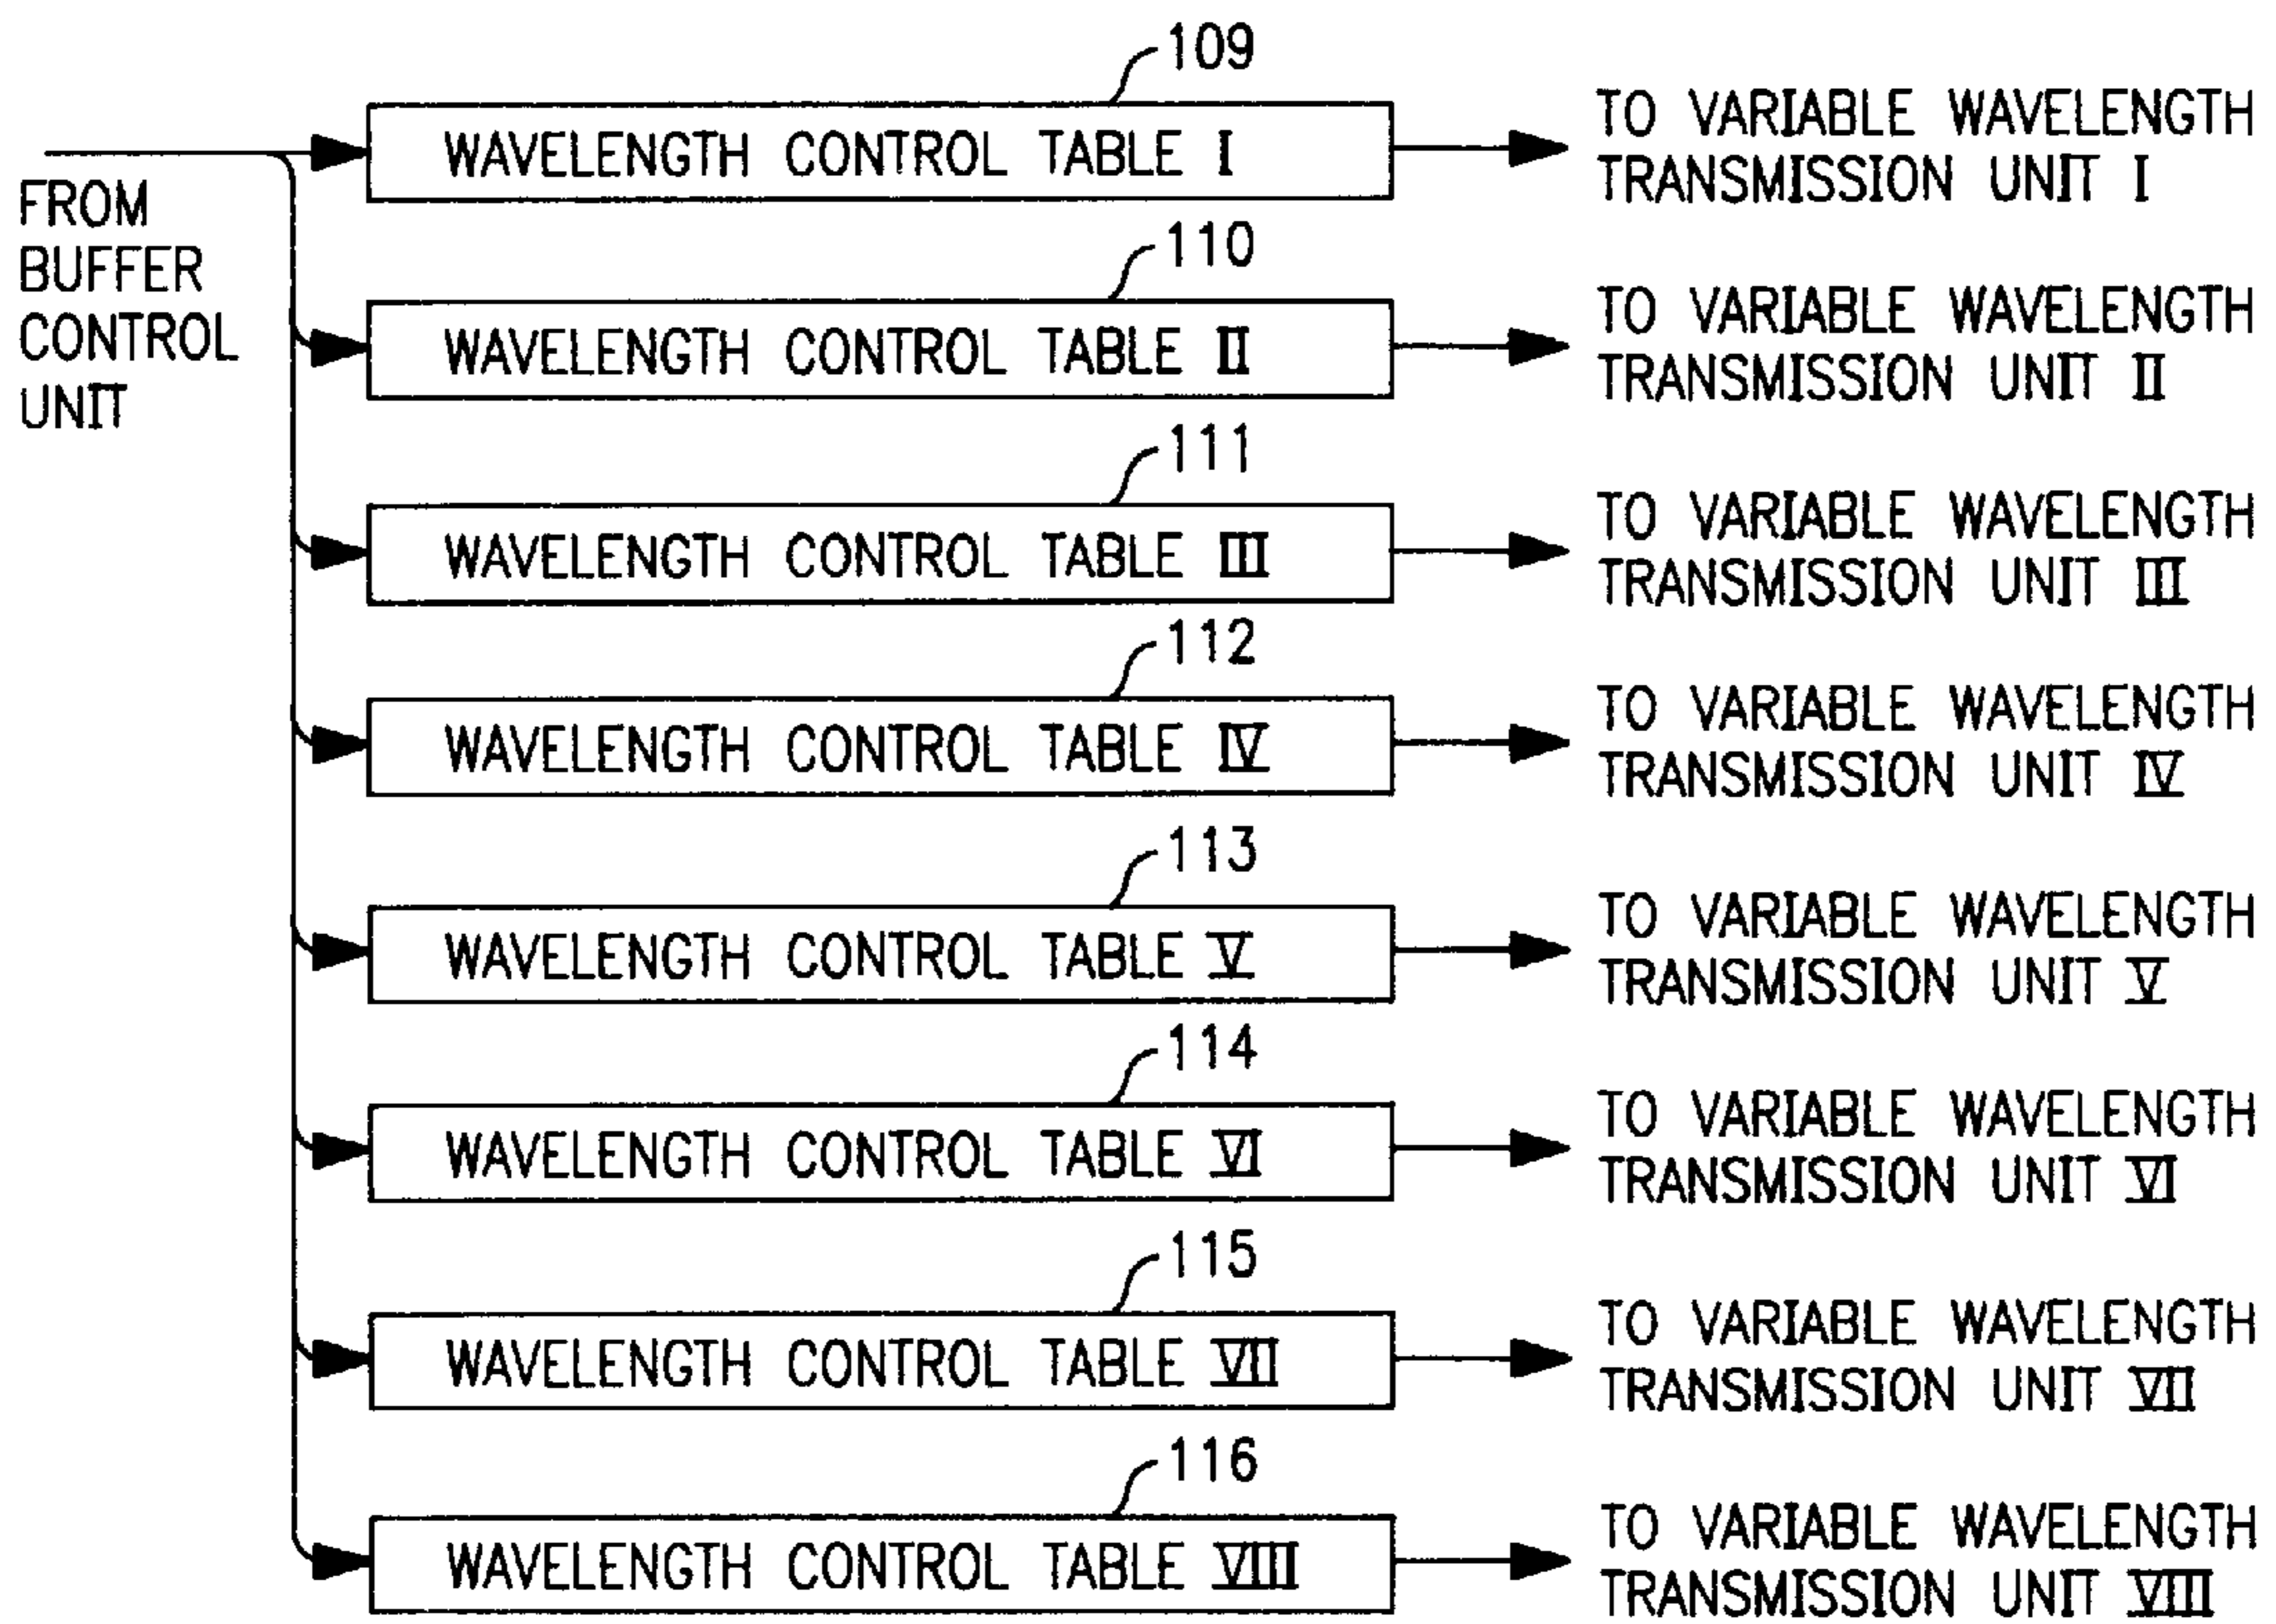 109
WAVELENGTH CONTROL TABLE I
TO VARIABLE WAVELENGTH
TRANSMISSION UNIT I
FROM
BUFFER
CONTROL
UNIT
110
WAVELENGTH CONTROL TABLE II
TO VARIABLE WAVELENGTH
TRANSMISSION UNIT II
111
WAVELENGTH CONTROL TABLE III
TO VARIABLE WAVELENGTH
TRANSMISSION UNIT III
112
WAVELENGTH CONTROL TABLE IV
TO VARIABLE WAVELENGTH
TRANSMISSION UNIT IV
113
WAVELENGTH CONTROL TABLE V
TO VARIABLE WAVELENGTH
TRANSMISSION UNIT V
114
WAVELENGTH CONTROL TABLE VI
TO VARIABLE WAVELENGTH
TRANSMISSION UNIT VI
115
WAVELENGTH CONTROL TABLE VII
TO VARIABLE WAVELENGTH
TRANSMISSION UNIT VII
116
WAVELENGTH CONTROL TABLE VIII
TO VARIABLE WAVELENGTH
TRANSMISSION UNIT VIII